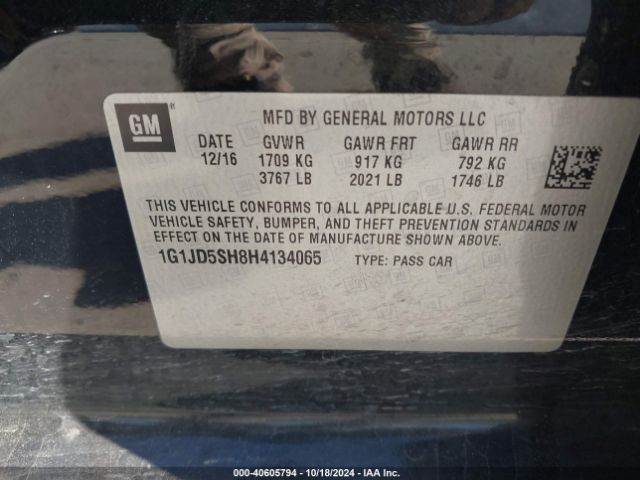 GM
®
MFD BY GENERAL MOTORS LLC
DATE GVWR GAWR FRT GAWR RR
12/16 1709 KG 917 KG 792 KG
3767 LB 2021 LB 1746 LB
THIS VEHICLE CONFORMS TO ALL APPLICABLE U.S. FEDERAL MOTOR
VEHICLE SAFETY, BUMPER, AND THEFT PREVENTION STANDARDS IN
EFFECT ON THE DATE OF MANUFACTURE SHOWN ABOVE.
1G1JD5SH8H4134065 TYPE: PASS CAR
000-40605794 - 10/18/2024 - IAA Inc.